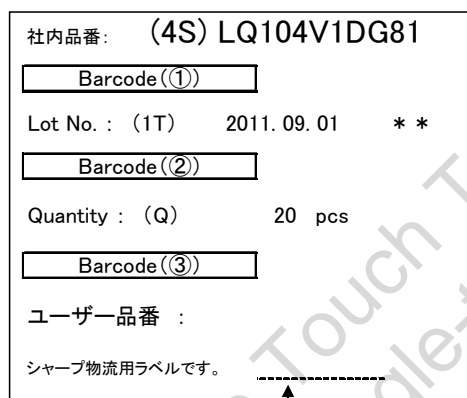 社内品番: (4S) LQ104V1DG81
Barcode(①)
Lot No. : (1T) 2011.09.01 * *
Barcode(②)
Quantity : (Q) 20 pcs
Barcode(③)
ユーザー品番 :
シャープ物流用ラベルです。
Touch